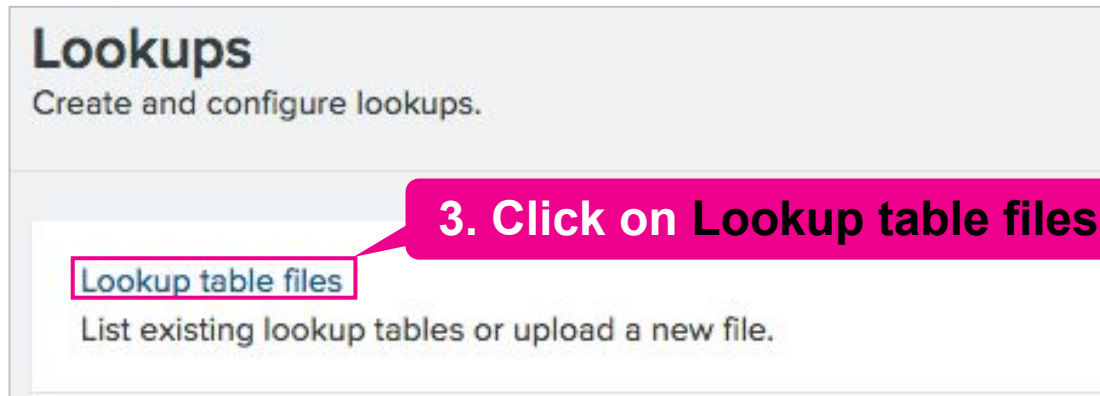 Lookups
Create and configure lookups.
3. Click on Lookup table files
Lookup table files
List existing lookup tables or upload a new file.